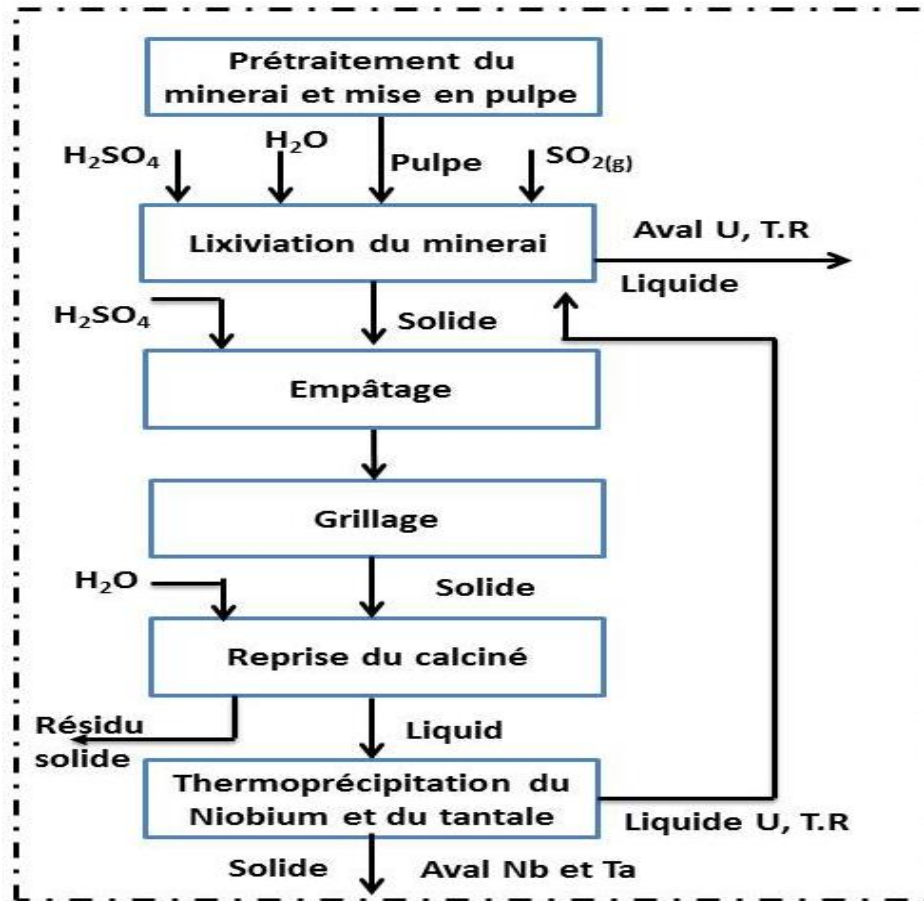 Prétraitement du
minerai et mise en pulpe
H₂SO₄
H₂O
Pulpe
SO₂(g)
Lixiviation du minerai
Aval U, T.R
Liquide
H₂SO₄
Solide
Empâtage
Grillage
H₂O
Solide
Reprise du calciné
Résidu
solide
Liquid
Thermoprécipitation du
Niobium et du tantale
Liquide U, T.R
Solide
Aval Nb et Ta